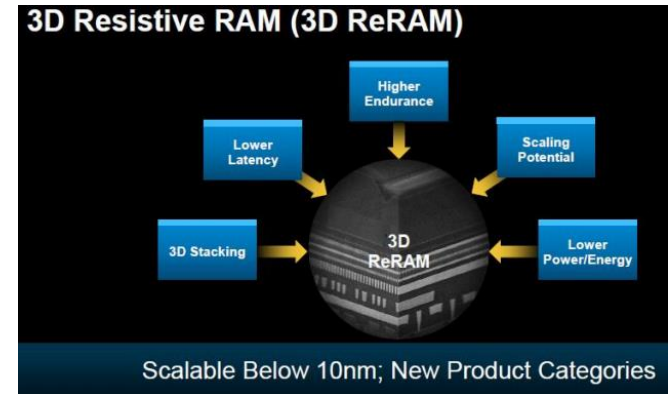 3D Resistive RAM (3D ReRAM)
Higher
Endurance
Lower
Latency
Scaling
Potential
3D Stacking
3D
ReRAM
Lower
Power/Energy
Scalable Below 10nm; New Product Categories